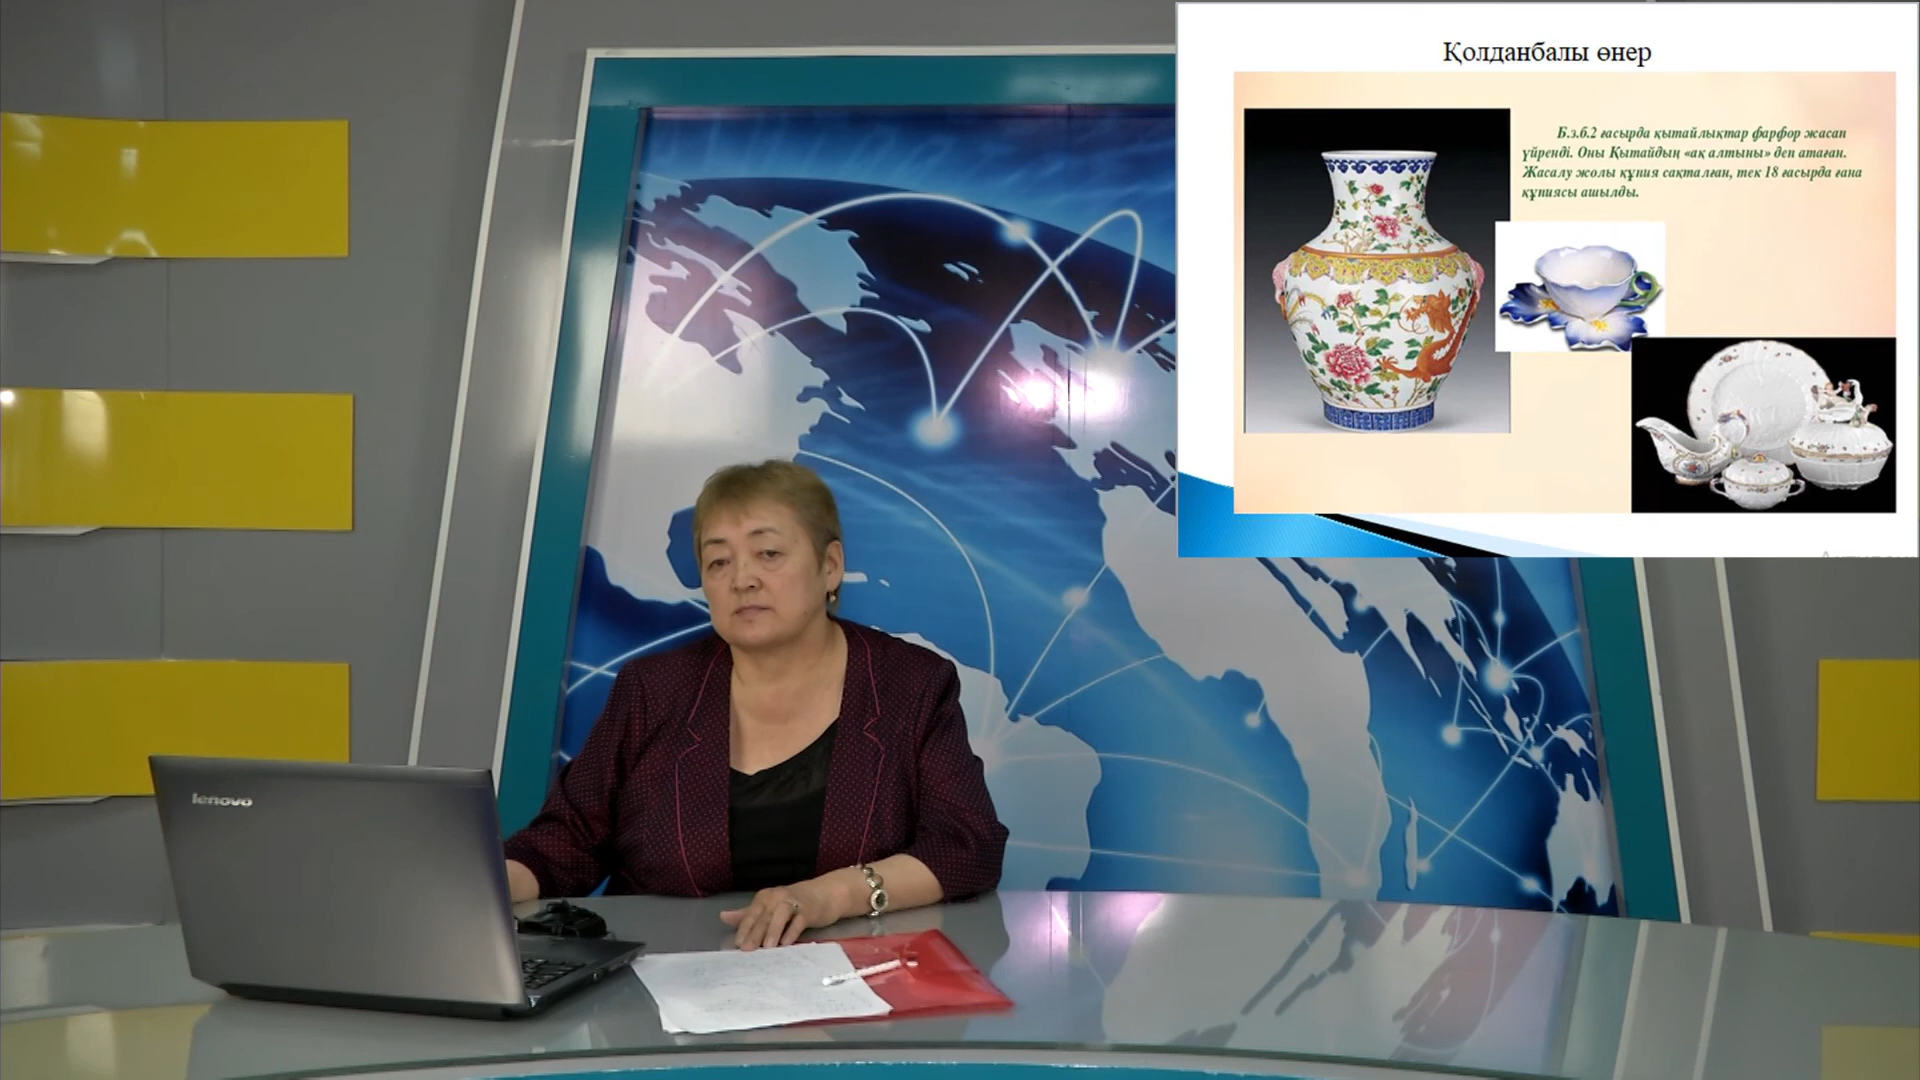 Қолданбалы өнер
Б.з.б.2 ғасырда қытайлықтар фарфор жасап
үйренді. Оны Қытайдың «ақ алтыны» деп атаған.
Жасалу жолы құпия сақталған, тек 18 ғасырда ғана
құпиясы ашылды.
lenovo